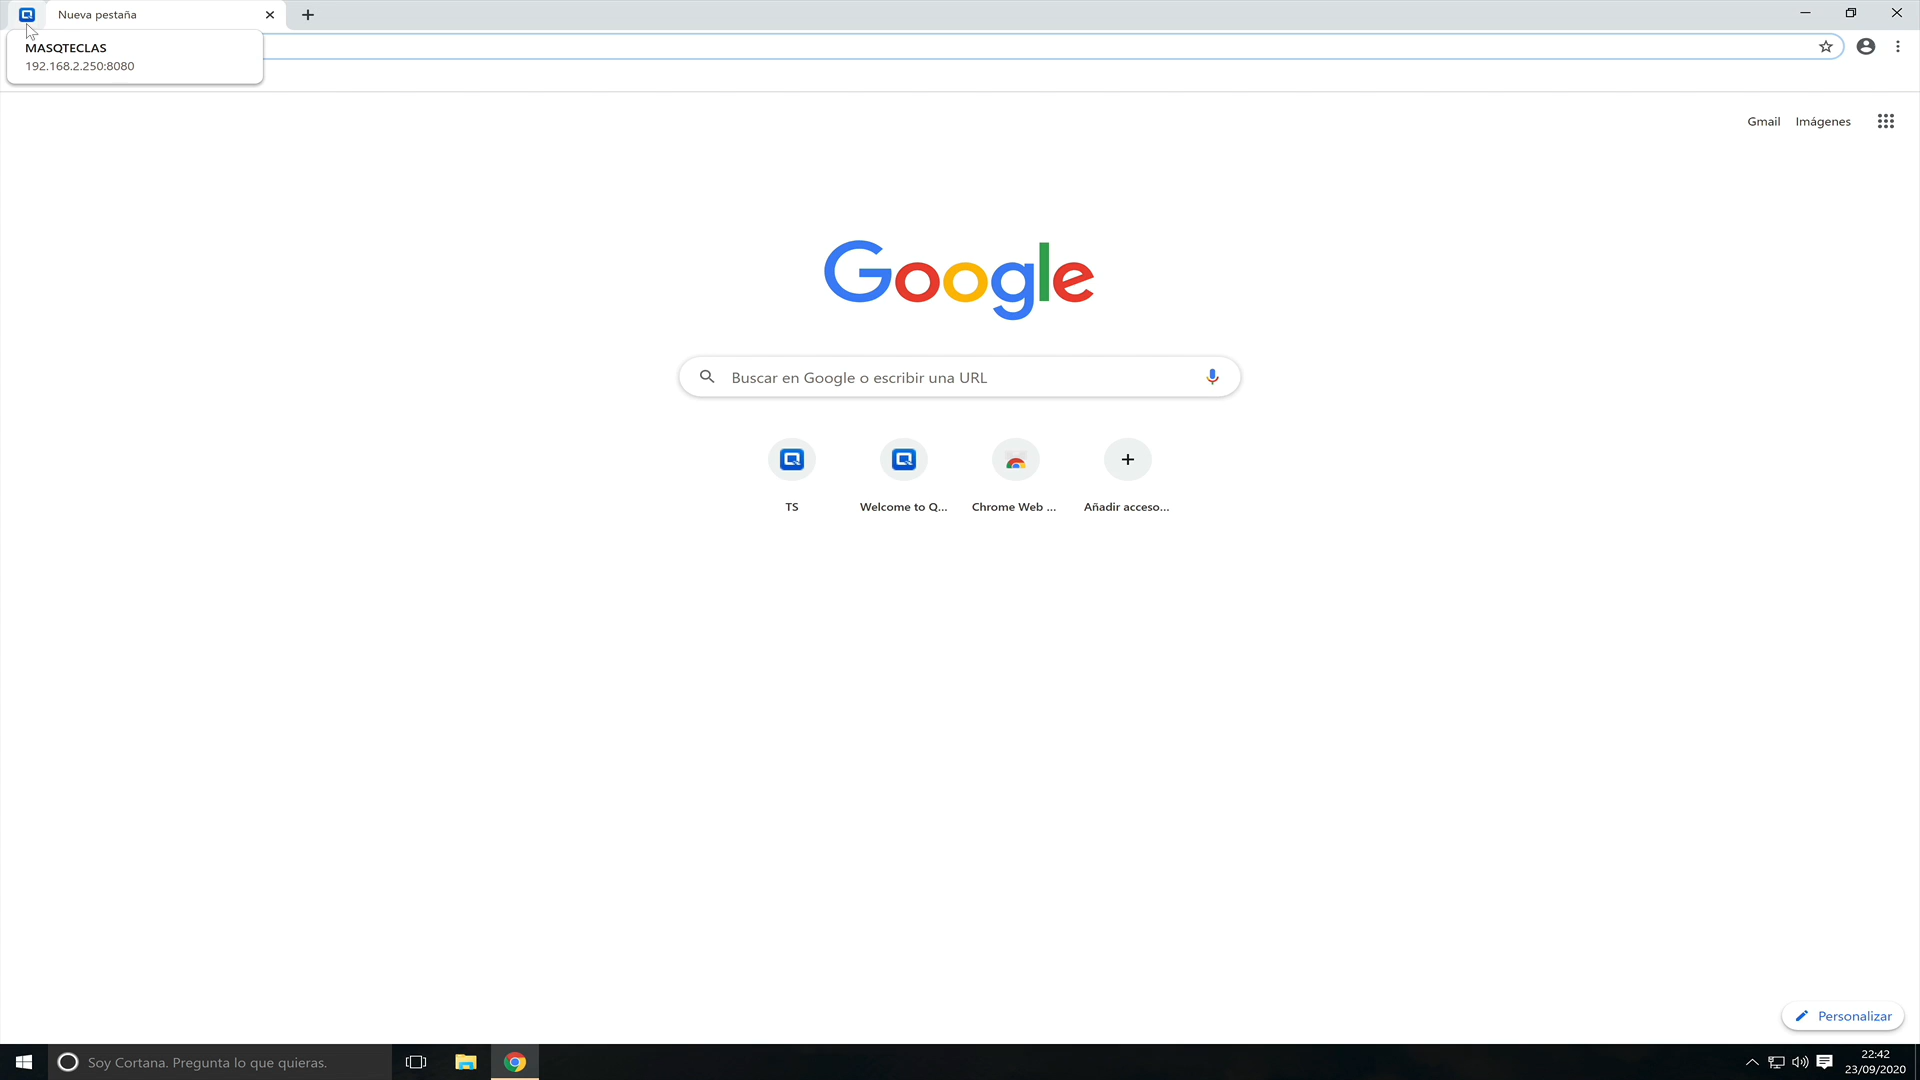 Nueva pestaña
MASQTECLAS
192.168.2.250:8080
Gmail Imágenes
Google
Buscar en Google o escribir una URL
TS Welcome to Q... Chrome Web ... Añadir acceso...
Personalizar
Soy Cortana. Pregunta lo que quieras.
22:42
23/09/2020